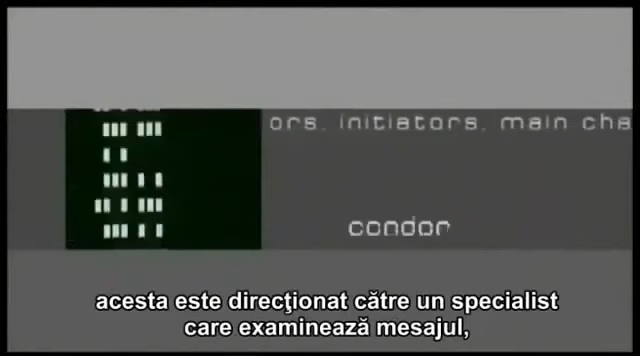 ors, initiators, main cha
condor
acesta este direcţionat către un specialist
care examinează mesajul,